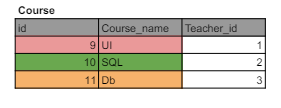 Course
id Course_name Teacher_id
9 UI 1
10 SQL 2
11 Db 3